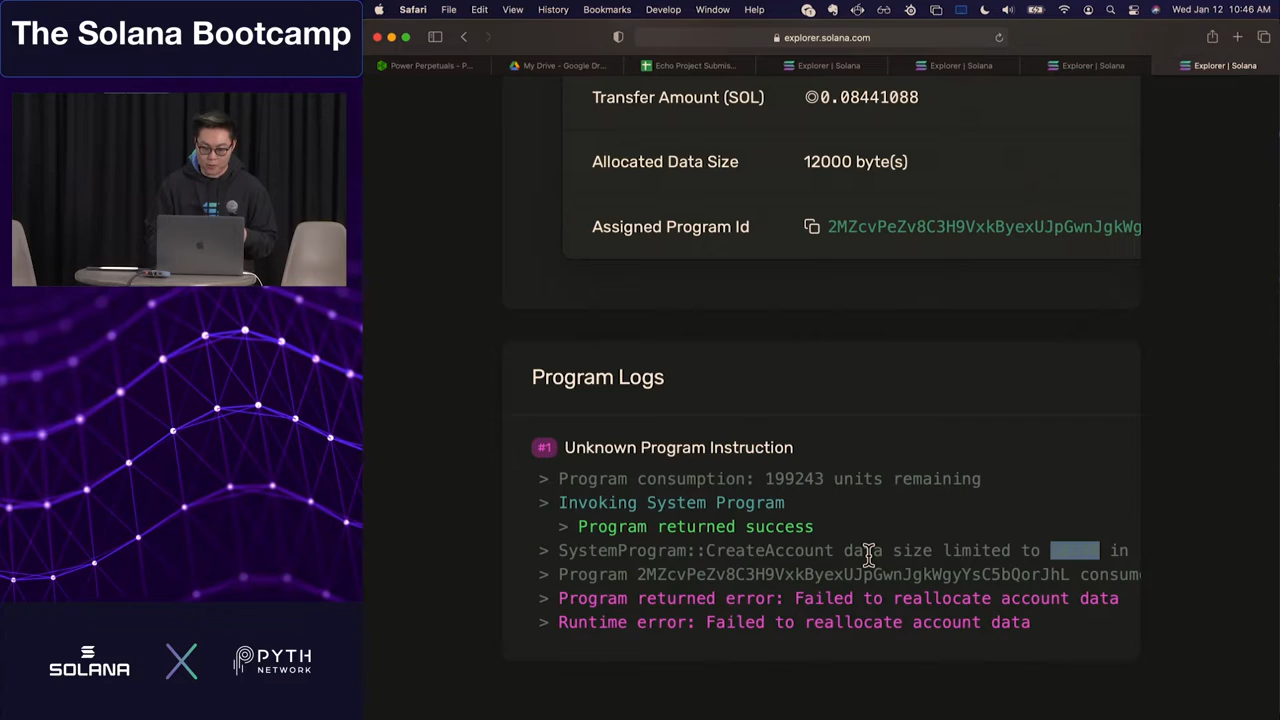 The Solana Bootcamp
Safari File Edit View History Bookmarks Develop Window Help
Wed Jan 12 10:46 AM
explorer.solana.com
Power Perpetuals - P...
My Drive - Google Dr...
Echo Project Submis...
Explorer | Solana
Explorer | Solana
Explorer | Solana
Explorer | Solana
Transfer Amount (SOL) ◎0.08441088
Allocated Data Size 12000 byte(s)
Assigned Program Id 2MZcvPeZv8C3H9VxkByexUJpGwnJgkWg
Program Logs
#1 Unknown Program Instruction
> Program consumption: 199243 units remaining
> Invoking System Program
> Program returned success
> SystemProgram::CreateAccount data size limited to in
> Program 2MZcvPeZv8C3H9VxkByexUJpGwnJgkWgyYsC5bQorJhL consume
> Program returned error: Failed to reallocate account data
> Runtime error: Failed to reallocate account data
SOLANA
PYTH
NETWORK